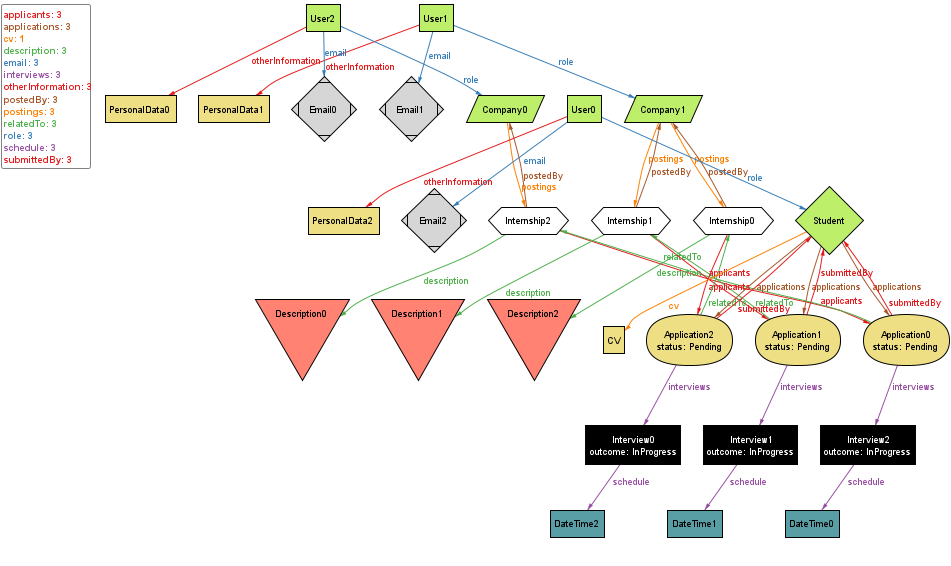 applicants: 3
applications: 3
cv: 1
description: 3
email: 3
interviews: 3
otherInformation: 3
postedBy: 3
postings: 3
relatedTo: 3
role: 3
schedule: 3
submittedBy: 3
User2
User1
email
otherInformation
otherInformation
email
role
role
PersonalData0
PersonalData1
Email0
Email1
Company0
User0
Company1
email
postedBy
postings
postings
postedBy
role
otherInformation
PersonalData2
Email2
Internship2
Internship1
Internship0
Student
relatedTo
description
description
description
applicants
applicants
applications
applications
applications
submittedBy
relatedTo
relatedTo
submittedBy
applicants
submittedBy
cv
Description0
Description1
Description2
CV
Application2
status: Pending
Application1
status: Pending
Application0
status: Pending
interviews
interviews
interviews
Interview0
outcome: InProgress
Interview1
outcome: InProgress
Interview2
outcome: InProgress
schedule
schedule
schedule
DateTime2
DateTime1
DateTime0